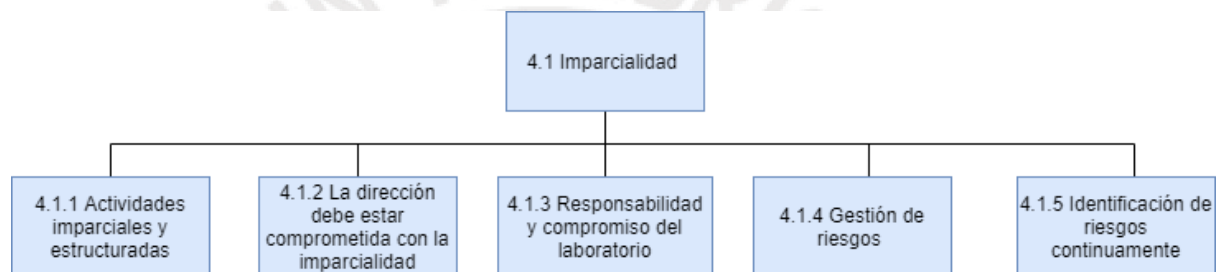 4.1 Imparcialidad
4.1.1 Actividades
imparciales y
estructuradas
4.1.2 La dirección
debe estar
comprometida con la
imparcialidad
4.1.3 Responsabilidad
y compromiso del
laboratorio
4.1.4 Gestión de
riesgos
4.1.5 Identificación de
riesgos
continuamente